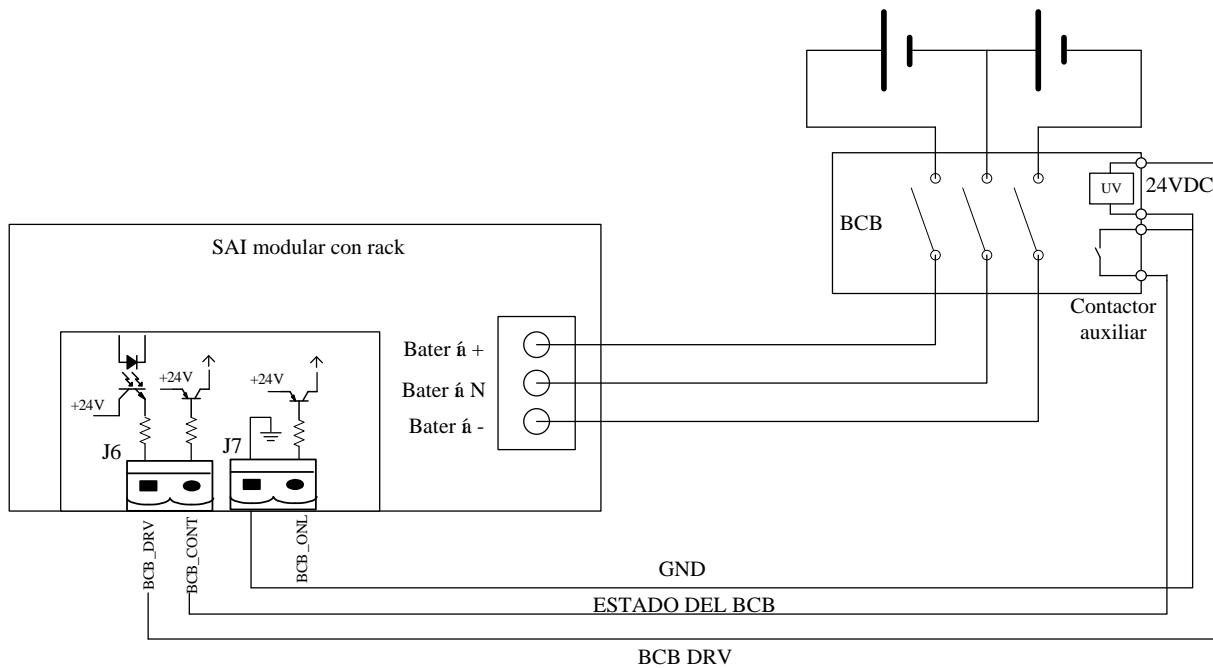 UV
24VDC
BCB
SAI modular con rack
Contactor
auxiliar
Bater ía +
Bater ía N
Bater ía -
+24V
+24V
+24V
J6
J7
BCB_DRV
BCB_CONT
BCB_ONL
GND
ESTADO DEL BCB
BCB DRV